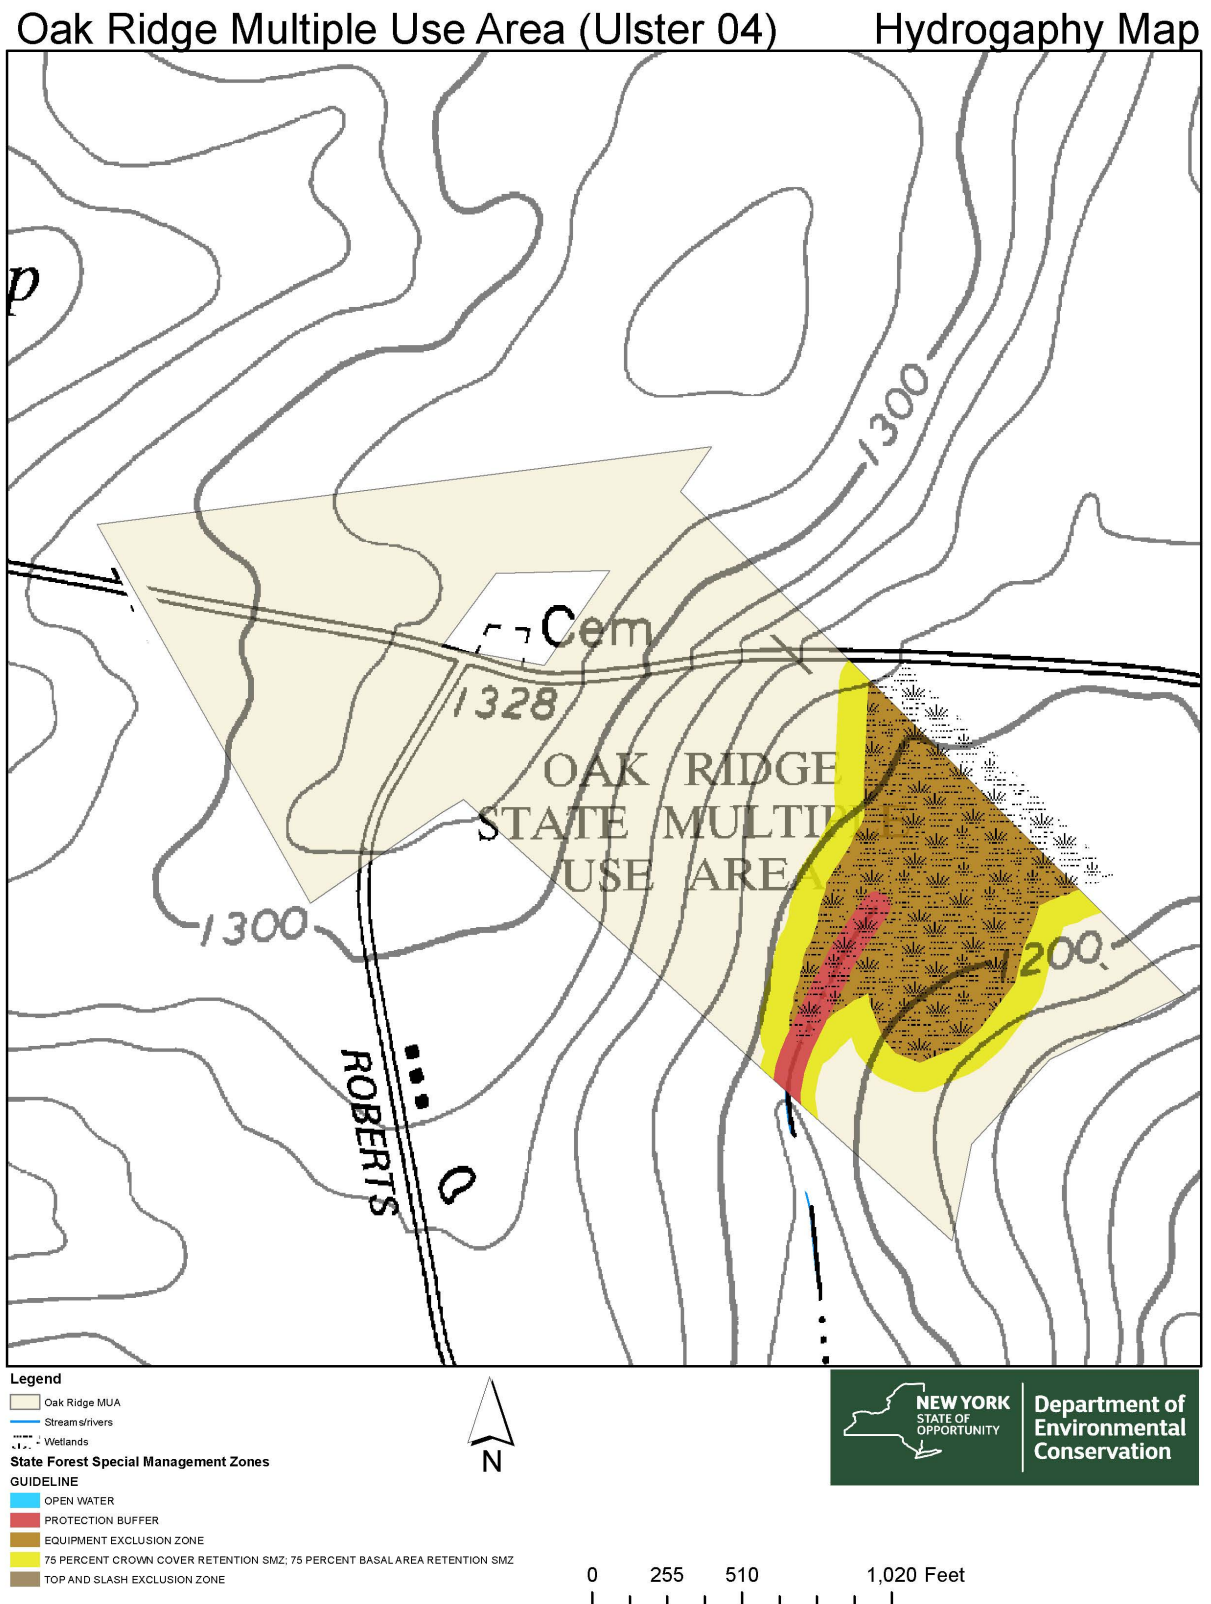 Oak Ridge Multiple Use Area (Ulster 04) Hydrogaphy Map
p
1300
Cem
1328
OAK RIDGE
STATE MULTIPLE
USE AREA
1300
1200
ROBERTS
Legend
Oak Ridge MUA
Streams/rivers
Wetlands
State Forest Special Management Zones
GUIDELINE
OPEN WATER
PROTECTION BUFFER
EQUIPMENT EXCLUSION ZONE
75 PERCENT CROWN COVER RETENTION SMZ; 75 PERCENT BASAL AREA RETENTION SMZ
TOP AND SLASH EXCLUSION ZONE
N
NEW YORK
STATE OF
OPPORTUNITY
Department of
Environmental
Conservation
0 255 510 1,020 Feet